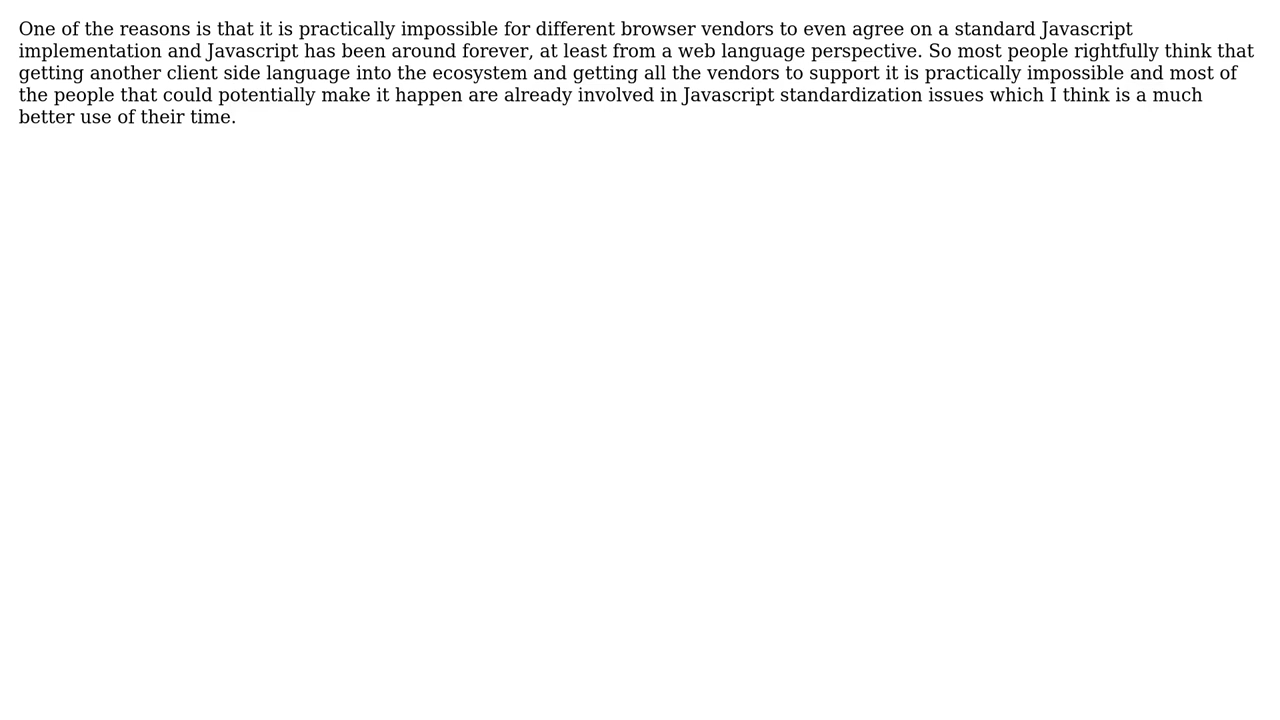 One of the reasons is that it is practically impossible for different browser vendors to even agree on a standard Javascript
implementation and Javascript has been around forever, at least from a web language perspective. So most people rightfully think that
getting another client side language into the ecosystem and getting all the vendors to support it is practically impossible and most of
the people that could potentially make it happen are already involved in Javascript standardization issues which I think is a much
better use of their time.